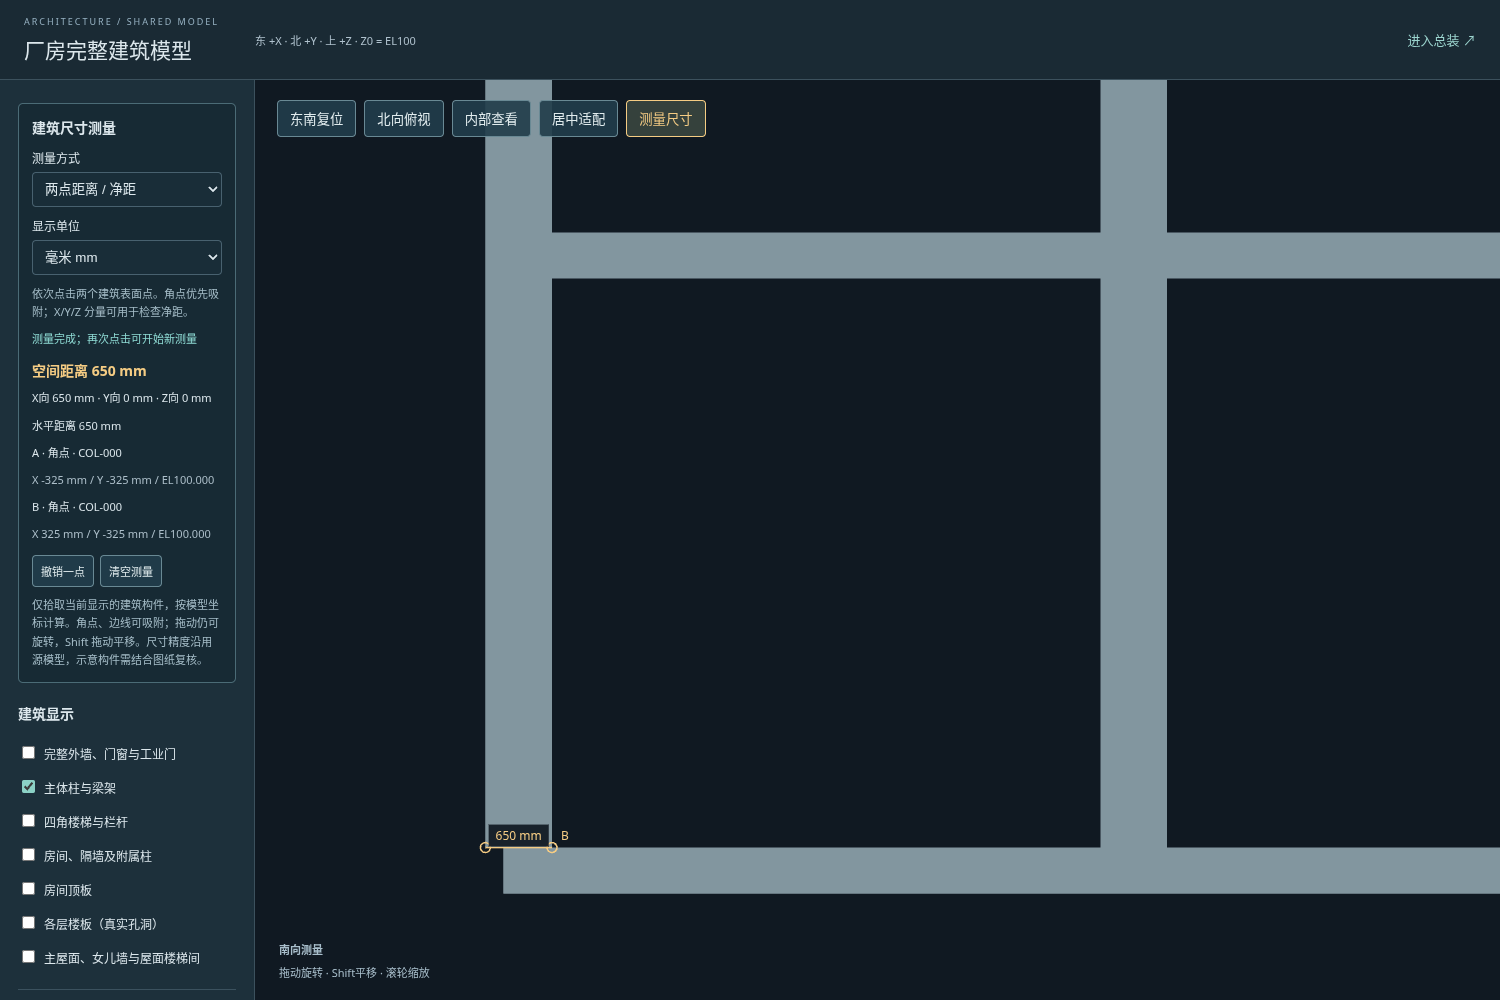 ARCHITECTURE / SHARED MODEL
厂房完整建筑模型
东 +X · 北 +Y · 上 +Z · Z0 = EL100
进入总装 ↗
建筑尺寸测量
测量方式
两点距离 / 净距
显示单位
毫米 mm
依次点击两个建筑表面点。角点优先吸
附；X/Y/Z 分量可用于检查净距。
测量完成；再次点击可开始新测量
空间距离 650 mm
X向 650 mm · Y向 0 mm · Z向 0 mm
水平距离 650 mm
A · 角点 · COL-000
X -325 mm / Y -325 mm / EL100.000
B · 角点 · COL-000
X 325 mm / Y -325 mm / EL100.000
撤销一点 清空测量
仅拾取当前显示的建筑构件，按模型坐
标计算。角点、边线可吸附；拖动仍可
旋转，Shift 拖动平移。尺寸精度沿用
源模型，示意构件需结合图纸复核。
建筑显示
完整外墙、门窗与工业门
主体柱与梁架
四角楼梯与栏杆
房间、隔墙及附属柱
房间顶板
各层楼板（真实孔洞）
主屋面、女儿墙与屋面楼梯间
东南复位 北向俯视 内部查看 居中适配 测量尺寸
650 mm B
南向测量
拖动旋转 · Shift平移 · 滚轮缩放